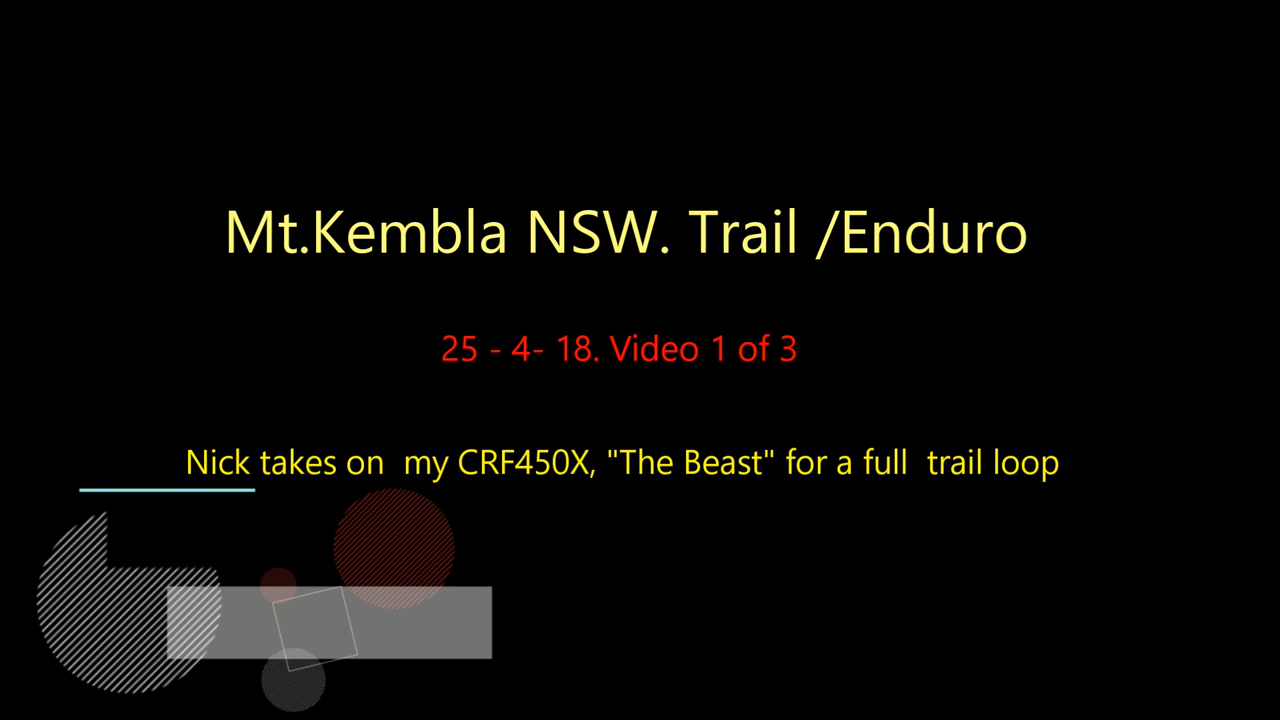 Mt.Kembla NSW. Trail /Enduro
25 - 4- 18. Video 1 of 3
Nick takes on  my CRF450X, "The Beast" for a full  trail loop